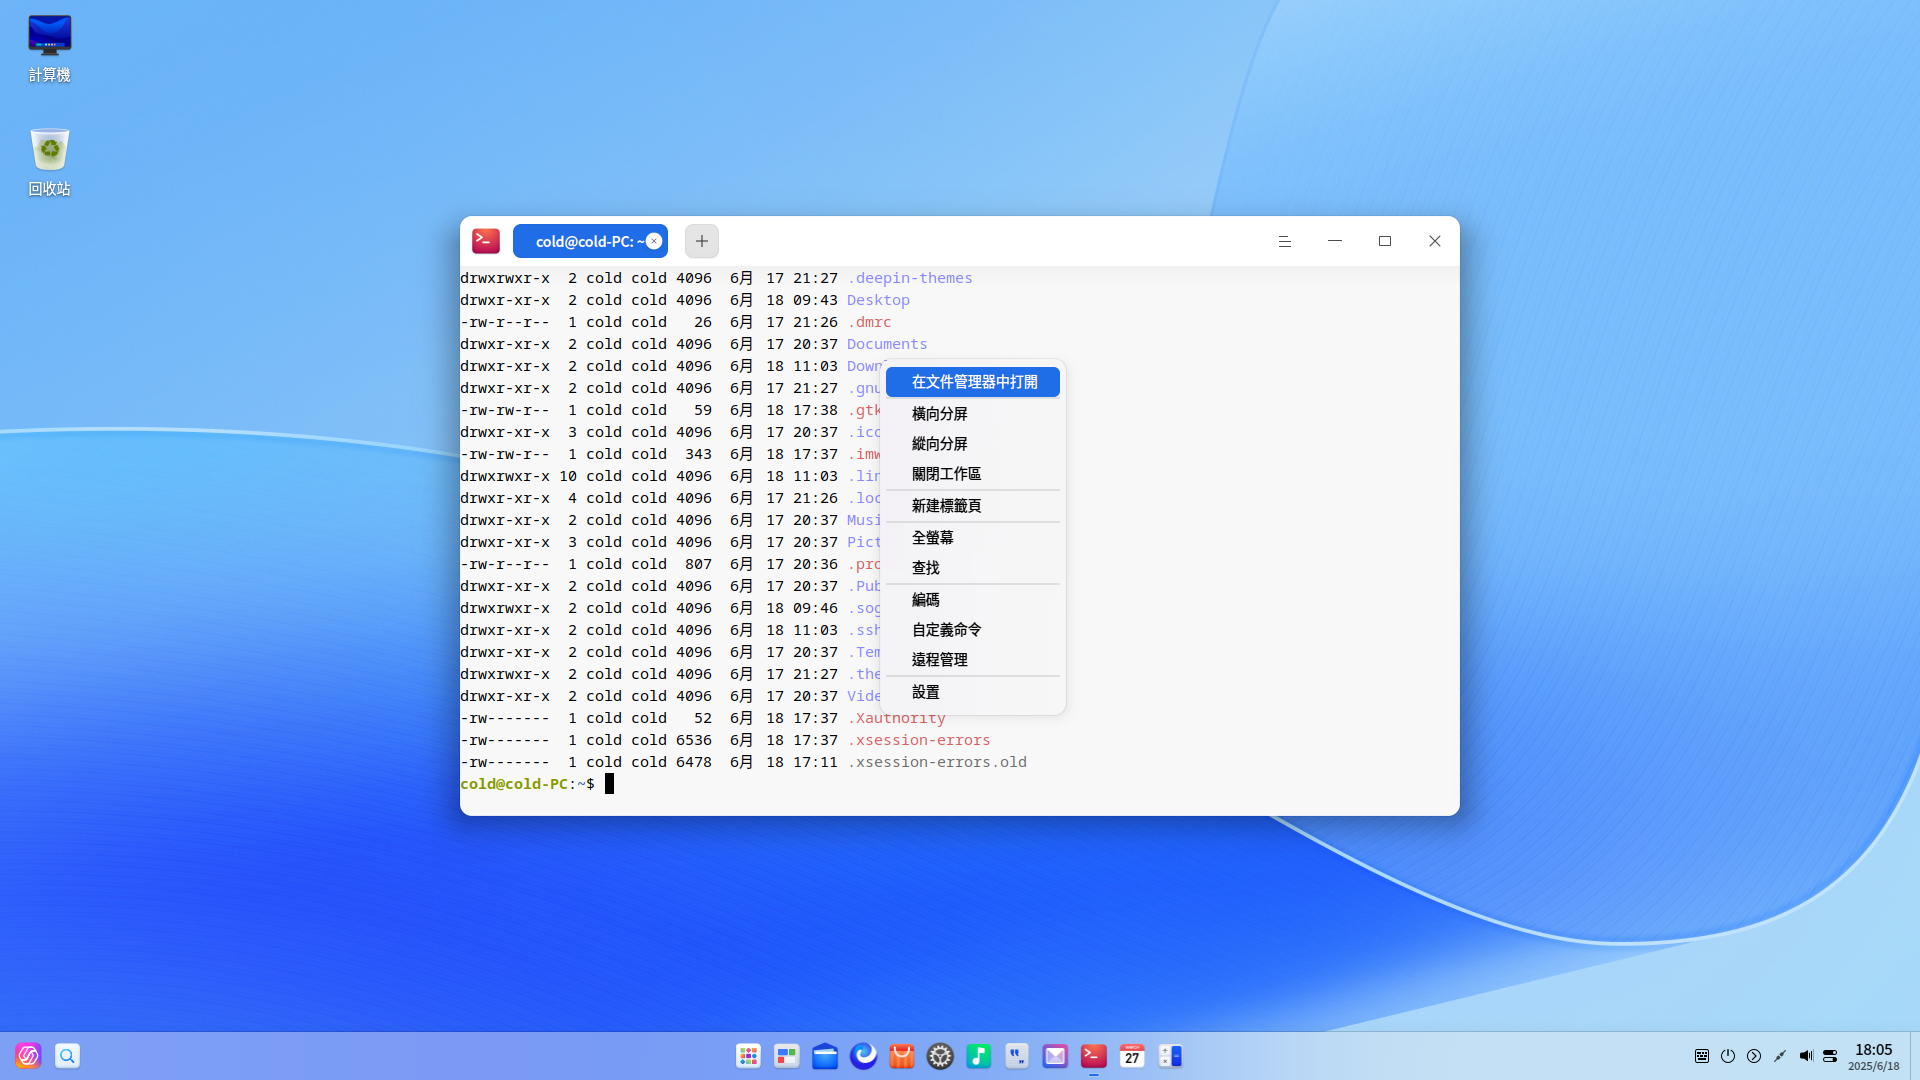 計算機
回收站
cold@cold-PC: ~
drwxrwxr-x 2 cold cold 4096 6月 17 21:27 .deepin-themes
drwxr-xr-x 2 cold cold 4096 6月 18 09:43 Desktop
-rw-r--r-- 1 cold cold 26 6月 17 21:26 .dmrc
drwxr-xr-x 2 cold cold 4096 6月 17 20:37 Documents
drwxr-xr-x 2 cold cold 4096 6月 18 11:03 Down
drwxr-xr-x 2 cold cold 4096 6月 17 21:27 .gnu
-rw-rw-r-- 1 cold cold 59 6月 18 17:38 .gtk
drwxr-xr-x 3 cold cold 4096 6月 17 20:37 .ico
-rw-rw-r-- 1 cold cold 343 6月 18 17:37 .imw
drwxrwxr-x 10 cold cold 4096 6月 18 11:03 .lin
drwxr-xr-x 4 cold cold 4096 6月 17 21:26 .loc
drwxr-xr-x 2 cold cold 4096 6月 17 20:37 Musi
drwxr-xr-x 3 cold cold 4096 6月 17 20:37 Pict
-rw-r--r-- 1 cold cold 807 6月 17 20:36 .pro
drwxr-xr-x 2 cold cold 4096 6月 17 20:37 .Pub
drwxrwxr-x 2 cold cold 4096 6月 18 09:46 .sog
drwxr-xr-x 2 cold cold 4096 6月 18 11:03 .ssh
drwxr-xr-x 2 cold cold 4096 6月 17 20:37 .Tem
drwxrwxr-x 2 cold cold 4096 6月 17 21:27 .the
drwxr-xr-x 2 cold cold 4096 6月 17 20:37 Vide
-rw------- 1 cold cold 52 6月 18 17:37 .Xauthority
-rw------- 1 cold cold 6536 6月 18 17:37 .xsession-errors
-rw------- 1 cold cold 6478 6月 18 17:11 .xsession-errors.old
cold@cold-PC:~$
在文件管理器中打開
橫向分屏
縱向分屏
關閉工作區
新建標籤頁
全螢幕
查找
編碼
自定義命令
遠程管理
設置
27
18:05
2025/6/18